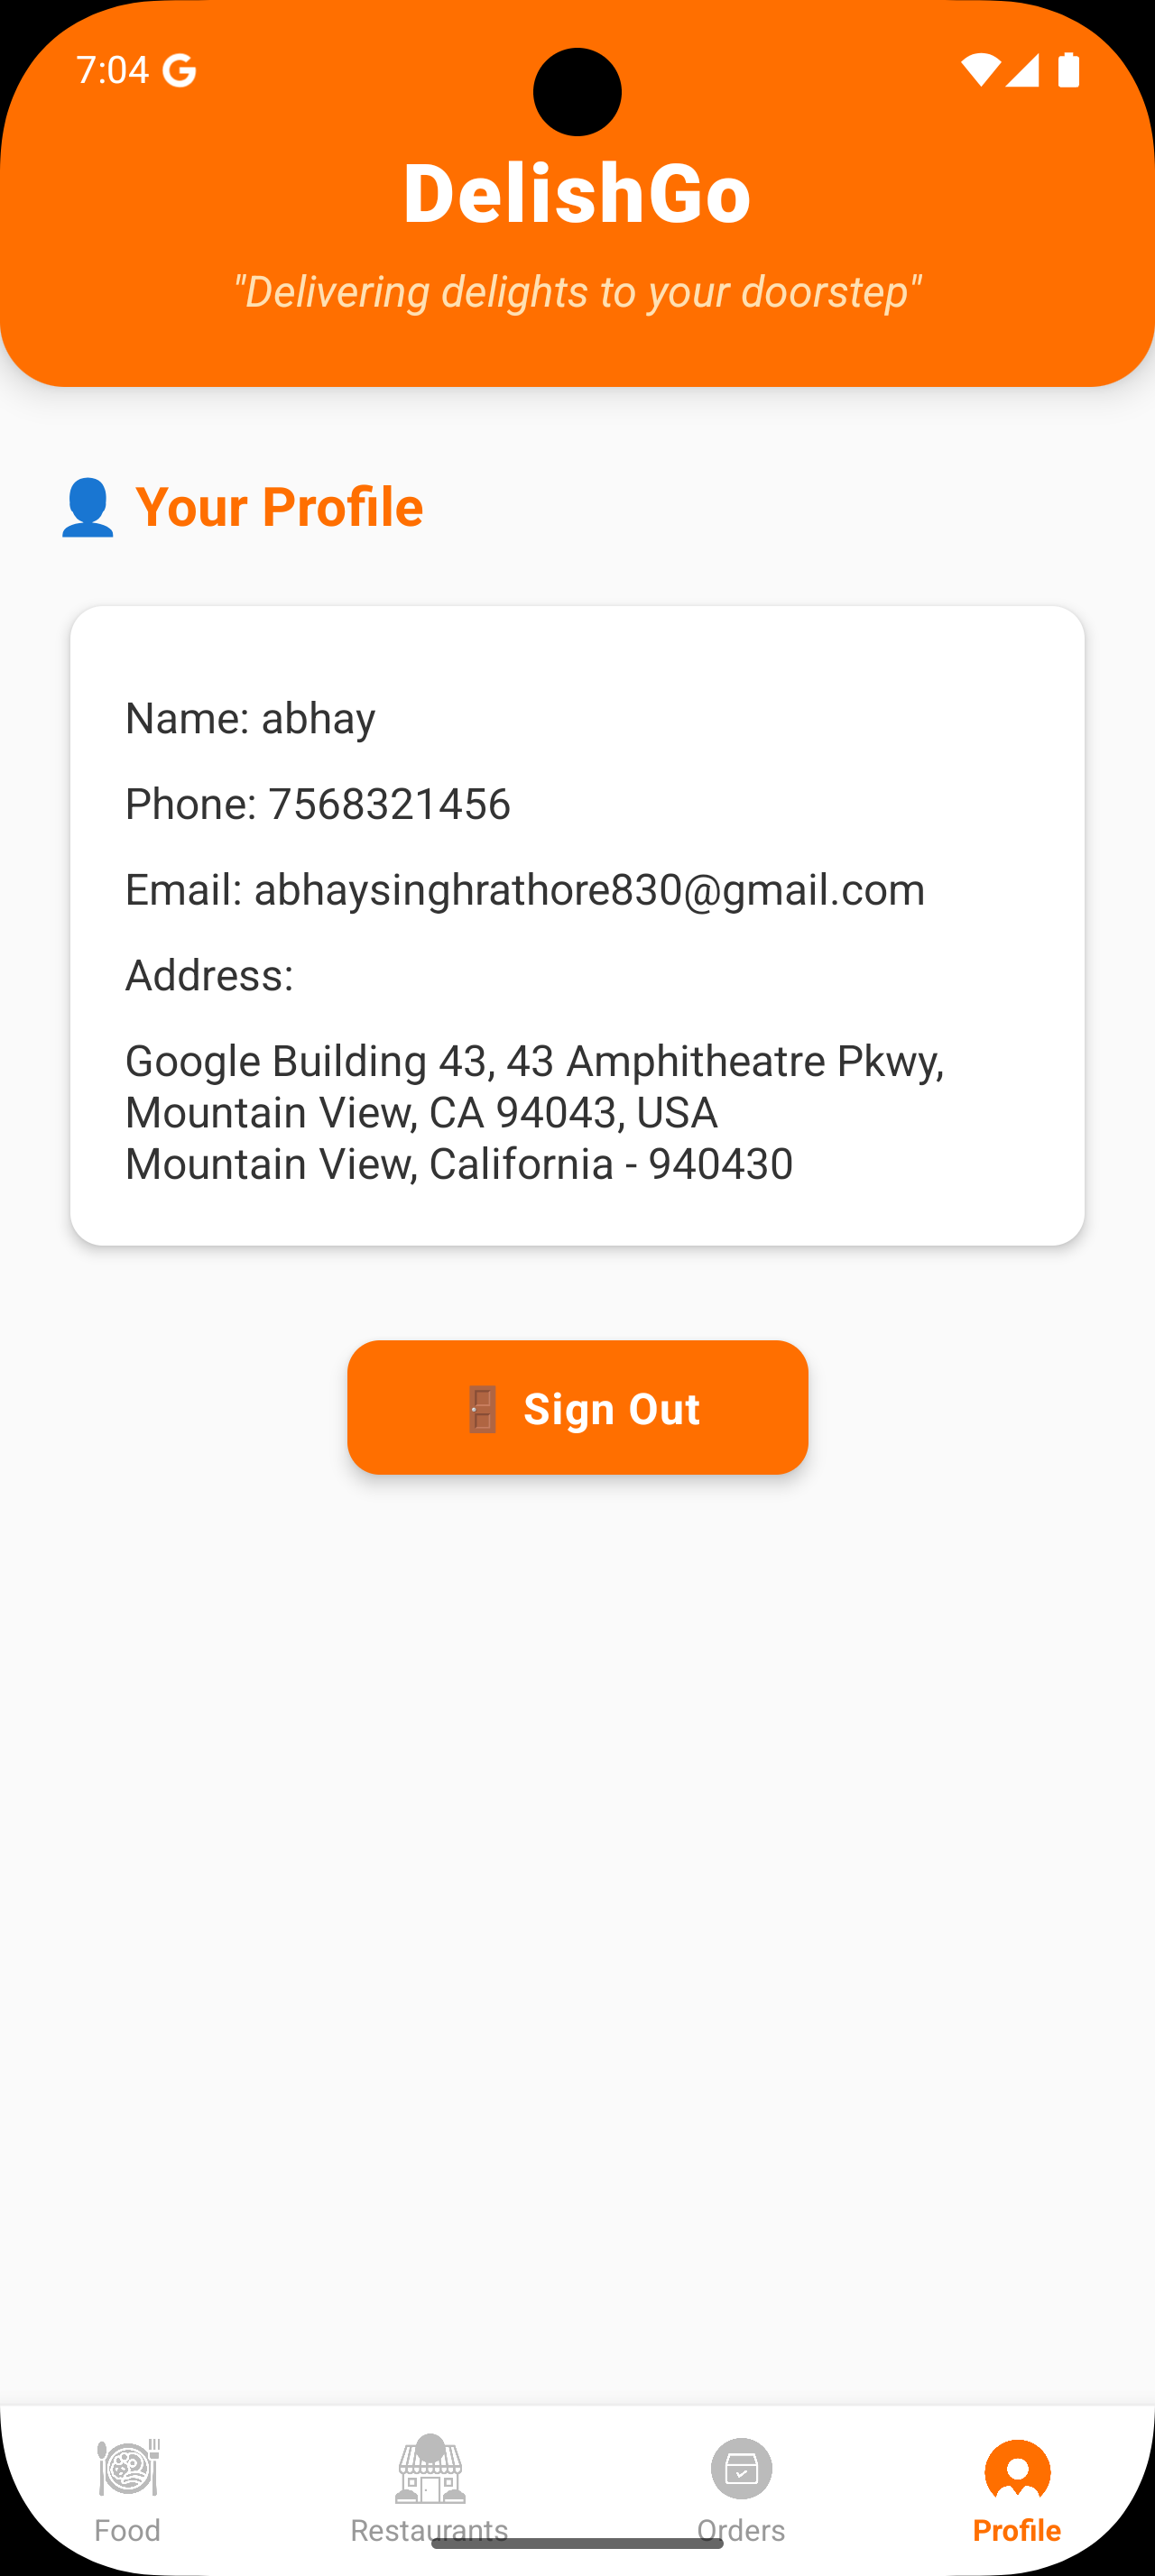 7:04
DelishGo
"Delivering delights to your doorstep"
Your Profile
Name: abhay
Phone: 7568321456
Email: abhaysinghrathore830@gmail.com
Address:
Google Building 43, 43 Amphitheatre Pkwy,
Mountain View, CA 94043, USA
Mountain View, California - 940430
Sign Out
Food
Restaurants
Orders
Profile